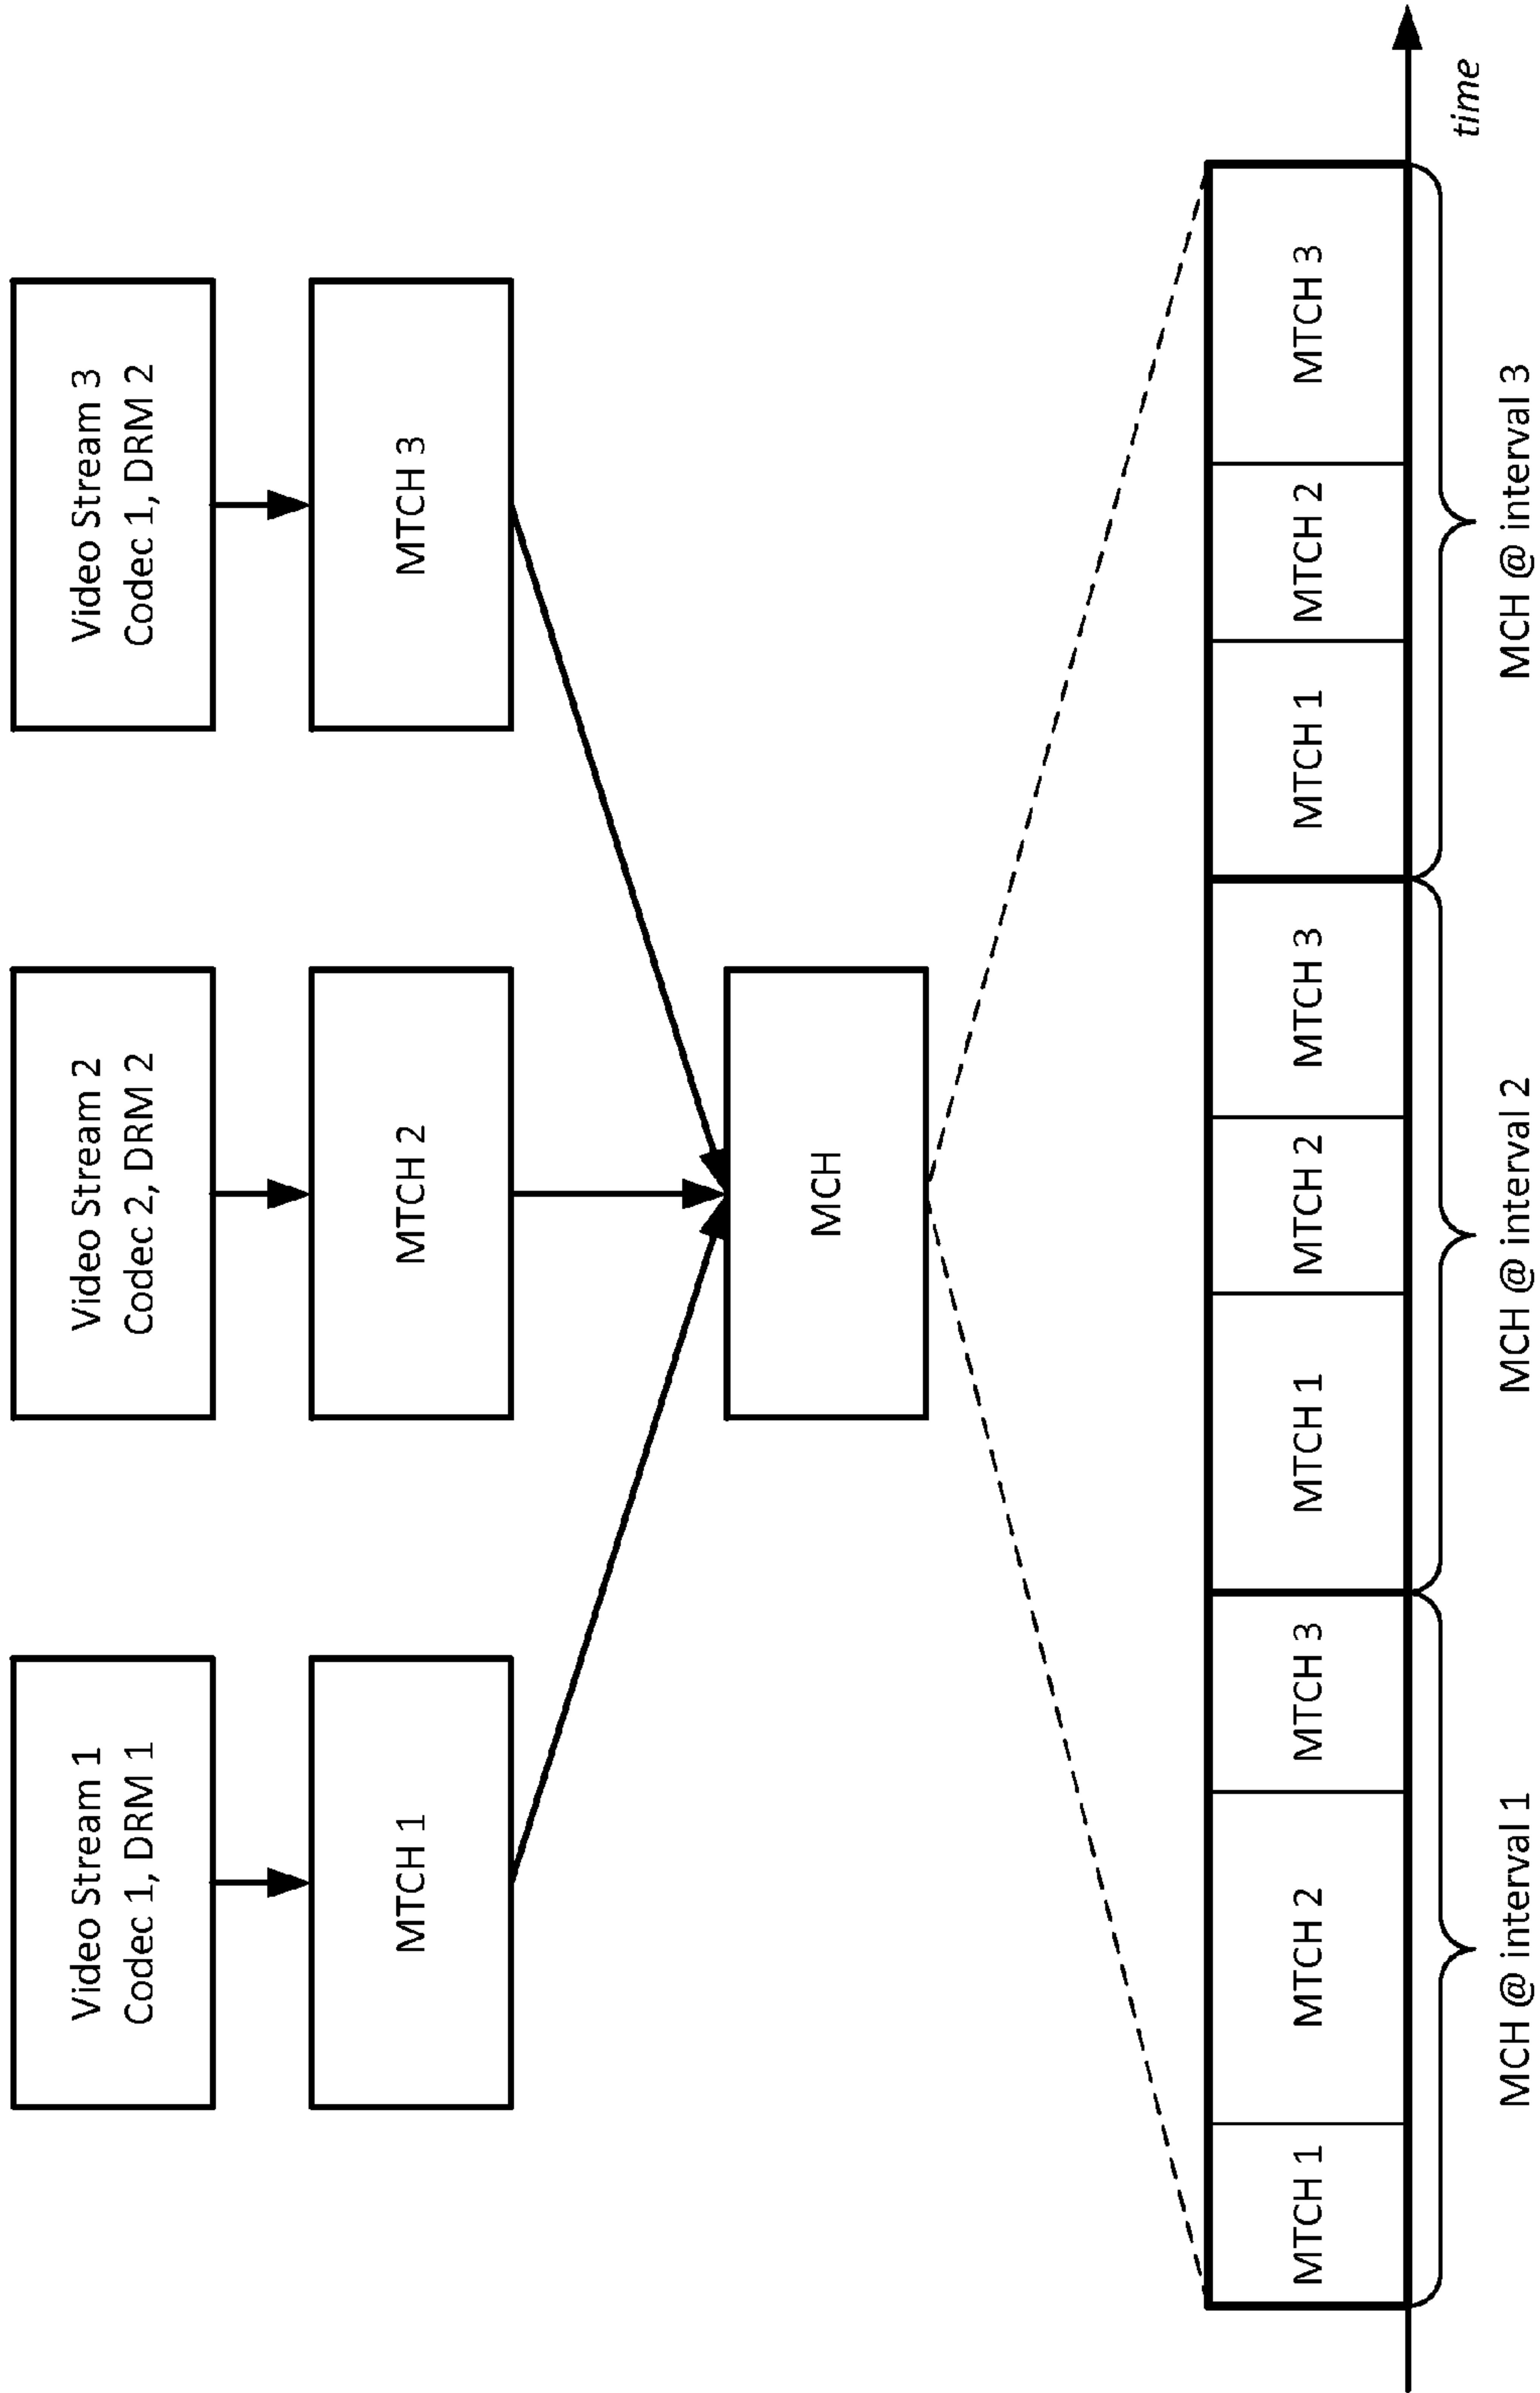 Video Stream 1
Codec 1, DRM 1
Video Stream 2
Codec 2, DRM 2
Video Stream 3
Codec 1, DRM 2
MTCH 1
MTCH 2
MTCH 3
MCH
MTCH 1
MTCH 2
MTCH 3
MTCH 1
MTCH 2
MTCH 3
MTCH 1
MTCH 2
MTCH 3
time
MCH @ interval 1
MCH @ interval 2
MCH @ interval 3